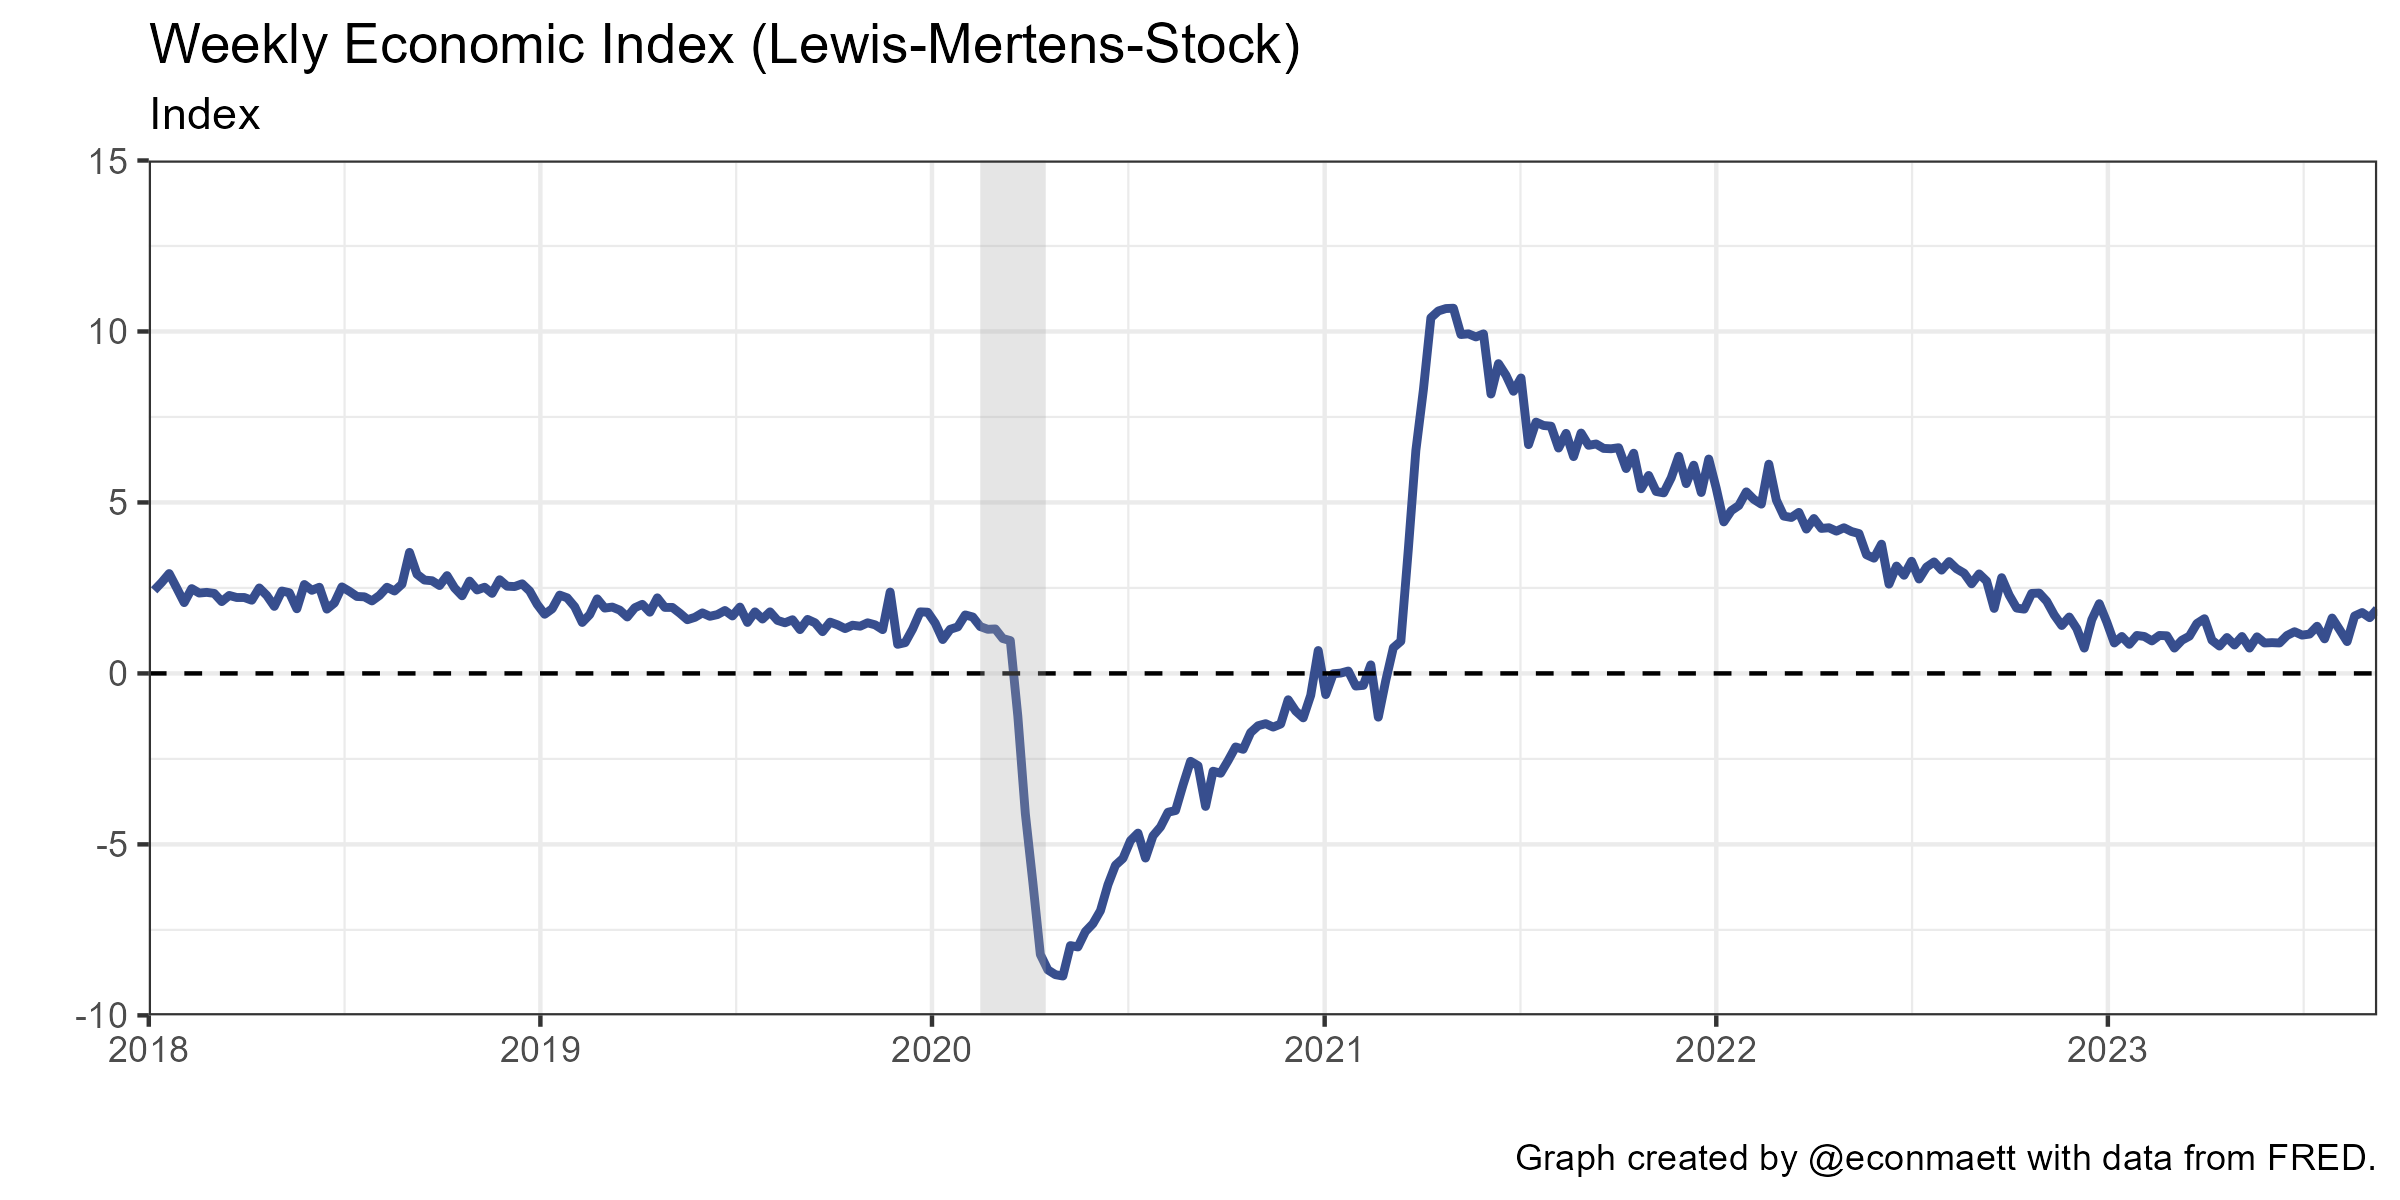 Weekly Economic Index (Lewis-Mertens-Stock)
Index
15
10
5
0
-5
-10
2018 2019 2020 2021 2022 2023
Graph created by @econmaett with data from FRED.